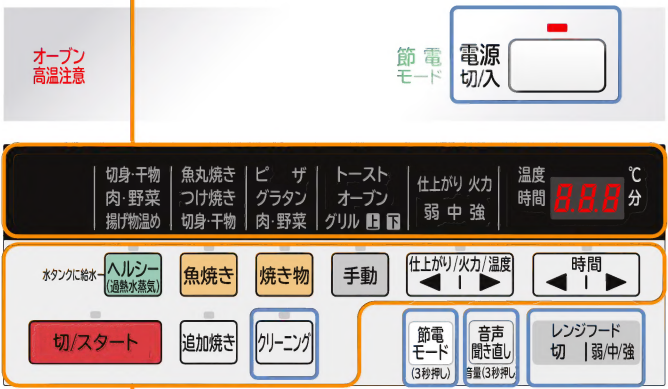 オーブン
高温注意
節電
モード
電源
切/入
切身・干物
肉・野菜
揚げ物温め
魚丸焼き
つけ焼き
切身・干物
ピザ
グラタン
肉・野菜
トースト
オーブン
グリル 上 下
仕上がり 火力
弱 中 強
温度
時間
8.8.8
℃
分
水タンクに給水
ヘルシー
(過熱水蒸気)
魚焼き
焼き物
手動
仕上がり/火力/温度
◀ | ▶
時間
◀ | ▶
切/スタート
追加焼き
クリーニング
節電
モード
(3秒押し)
音声
聞き直し
音量(3秒押し)
レンジフード
切 | 弱/中/強